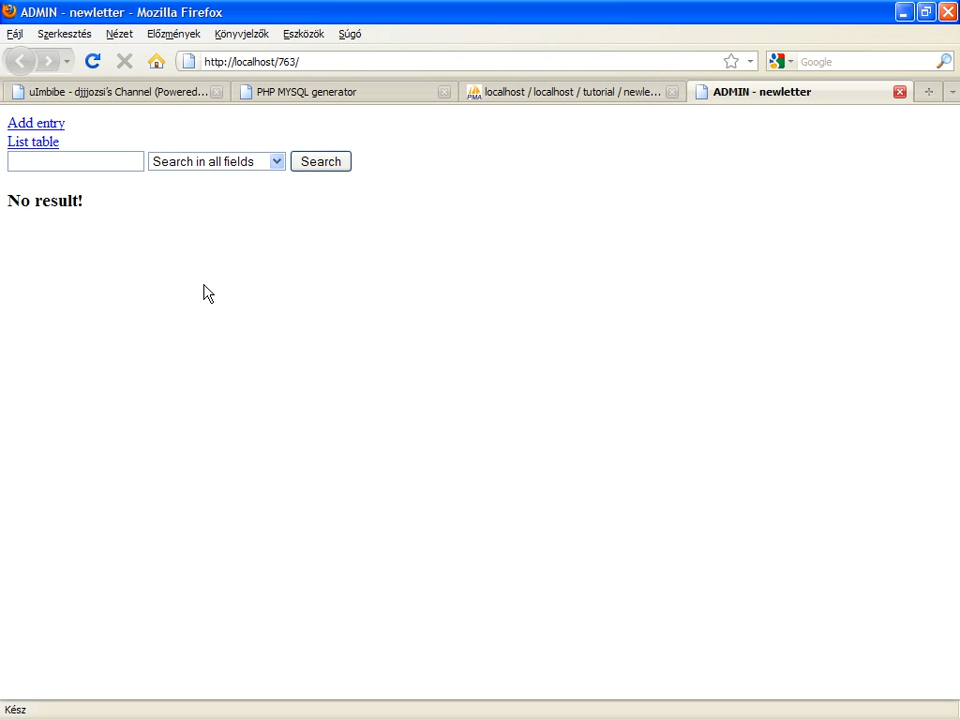 ADMIN - newletter - Mozilla Firefox
Fájl Szerkesztés Nézet Előzmények Könyvjelzők Eszközök Súgó
http://localhost/763/ Google
uImbibe - djjjozsi's Channel (Powered... PHP MYSQL generator localhost / localhost / tutorial / newle... ADMIN - newletter
Add entry
List table
Search in all fields Search
No result!
Kész